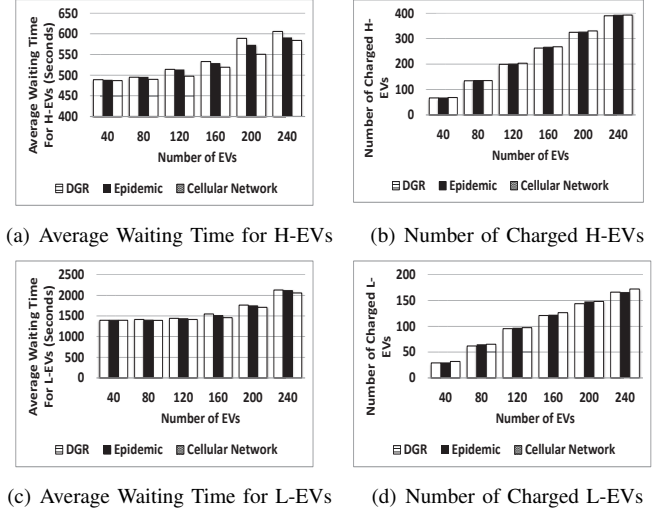 650
600
550
500
450
400
Average Waiting Time
For H-EVs (Seconds)
40 80 120 160 200 240
Number of EVs
DGR Epidemic Cellular Network
(a) Average Waiting Time for H-EVs
400
300
200
100
0
Number of Charged H-
EVs
40 80 120 160 200 240
Number of EVs
DGR Epidemic Cellular Network
(b) Number of Charged H-EVs
2500
2000
1500
1000
500
0
Average Waiting Time
For L-EVs (Seconds)
40 80 120 160 200 240
Number of EVs
DGR Epidemic Cellular Network
(c) Average Waiting Time for L-EVs
200
150
100
50
0
Number of Charged L-
EVs
40 80 120 160 200 240
Number of EVs
DGR Epidemic Cellular Network
(d) Number of Charged L-EVs